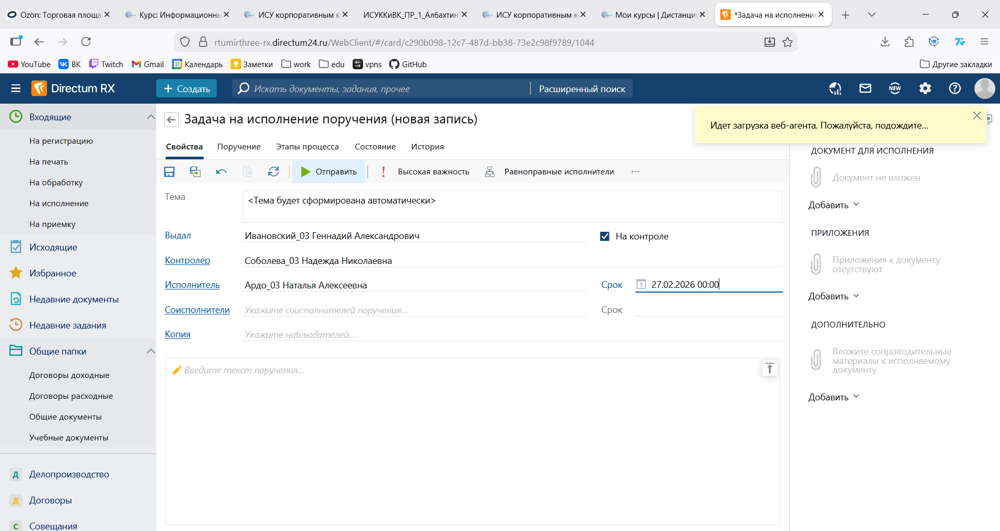 Ozon: Торговая площа
Курс: Информационны
ИСУ корпоративным к
ИСУККиВК_ПР_1_Албахтин
ИСУ корпоративным к
Мои курсы | Дистанци
*Задача на исполнение
rtumirthree-rx.directum24.ru/WebClient/#/card/c290b098-12c7-487d-bb38-73e2c98f9789/1044
YouTube
ВК
Twitch
Gmail
Календарь
Заметки
work
edu
vpns
GitHub
Другие закладки
Directum RX
Создать
Искать документы, задания, прочее
Расширенный поиск
NEW
Входящие
На регистрацию
На печать
На обработку
На исполнение
На приемку
Исходящие
Избранное
Недавние документы
Недавние задания
Общие папки
Договоры доходные
Договоры расходные
Общие документы
Учебные документы
Д Делопроизводство
Д Договоры
С Совещания
Задача на исполнение поручения (новая запись)
Идет загрузка веб-агента. Пожалуйста, подождите...
Свойства
Поручение
Этапы процесса
Состояние
История
Отправить
Высокая важность
Равноправные исполнители
Тема
<Тема будет сформирована автоматически>
Выдал
Ивановский_03 Геннадий Александрович
На контроле
Контролер
Соболева_03 Надежда Николаевна
Исполнитель
Ардо_03 Наталья Алексеевна
Срок
27.02.2026 00:00
Соисполнители
Укажите соисполнителей поручения...
Срок
Копия
Укажите наблюдателей...
Введите текст поручения...
ДОКУМЕНТ ДЛЯ ИСПОЛНЕНИЯ
Документ не вложен
Добавить
ПРИЛОЖЕНИЯ
Приложения к документу
отсутствуют
Добавить
ДОПОЛНИТЕЛЬНО
Вложите сопроводительные
материалы к исполняемому
документу
Добавить